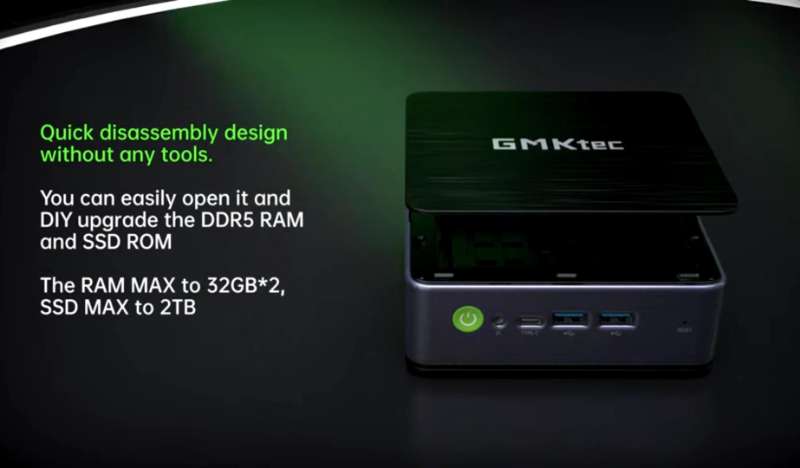 Quick disassembly design
without any tools.
You can easily open it and
DIY upgrade the DDR5 RAM
and SSD ROM
The RAM MAX to 32GB*2,
SSD MAX to 2TB
GMKtec
TYPE-C